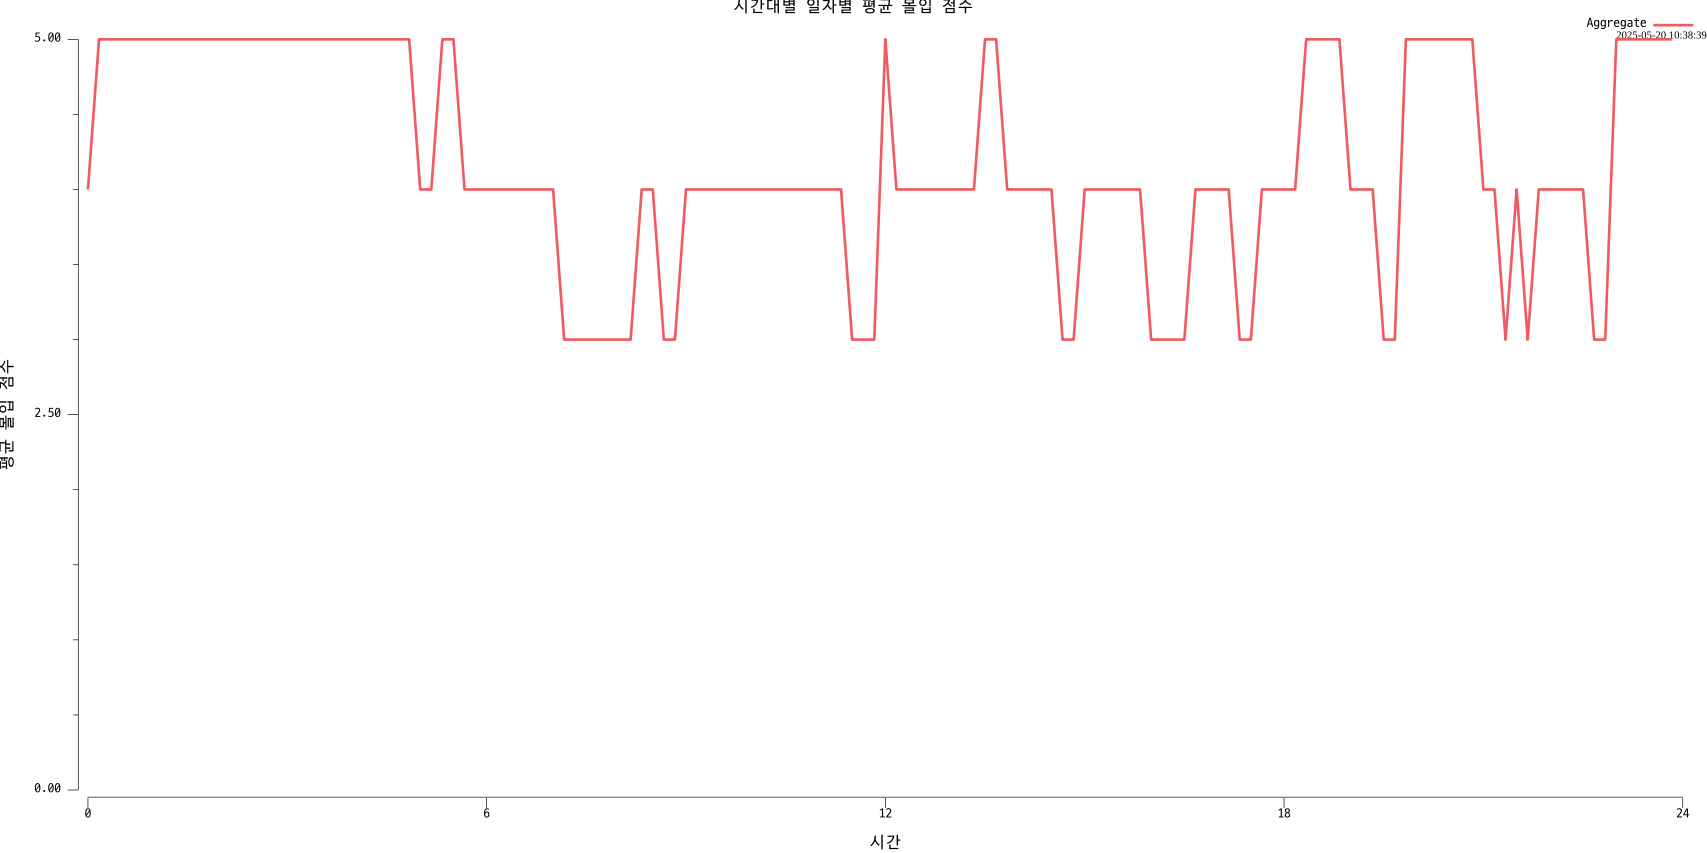 시간대별 일자별 평균 몰입 점수
Aggregate
2025-05-20 10:38:39
5.00
2.50
0.00
평균 몰입 점수
0 6 12 18 24
시간